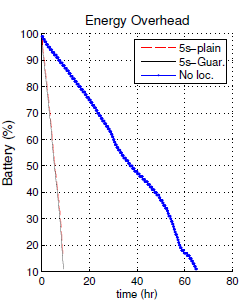 Energy Overhead
5s-plain
5s-Guar.
No loc.
Battery (%)
100
90
80
70
60
50
40
30
20
10
0 20 40 60 80
time (hr)